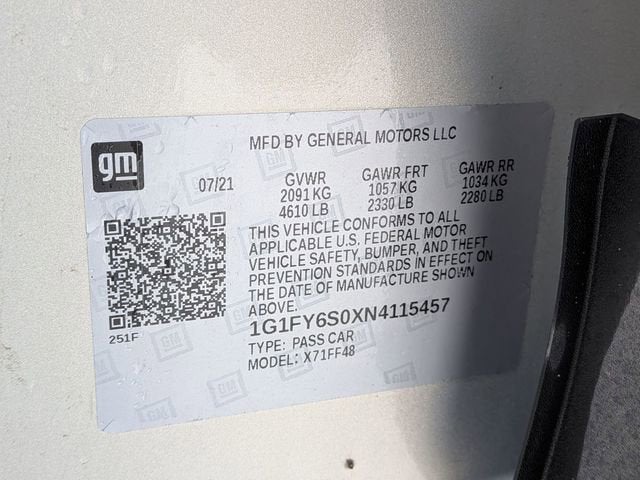 MFD BY GENERAL MOTORS LLC
gm
07/21 GVWR GAWR FRT GAWR RR
2091 KG 1057 KG 1034 KG
4610 LB 2330 LB 2280 LB
THIS VEHICLE CONFORMS TO ALL
APPLICABLE U.S. FEDERAL MOTOR
VEHICLE SAFETY, BUMPER, AND THEFT
PREVENTION STANDARDS IN EFFECT ON
THE DATE OF MANUFACTURE SHOWN
ABOVE.
251F
1G1FY6S0XN4115457
TYPE: PASS CAR
MODEL: X71FF48